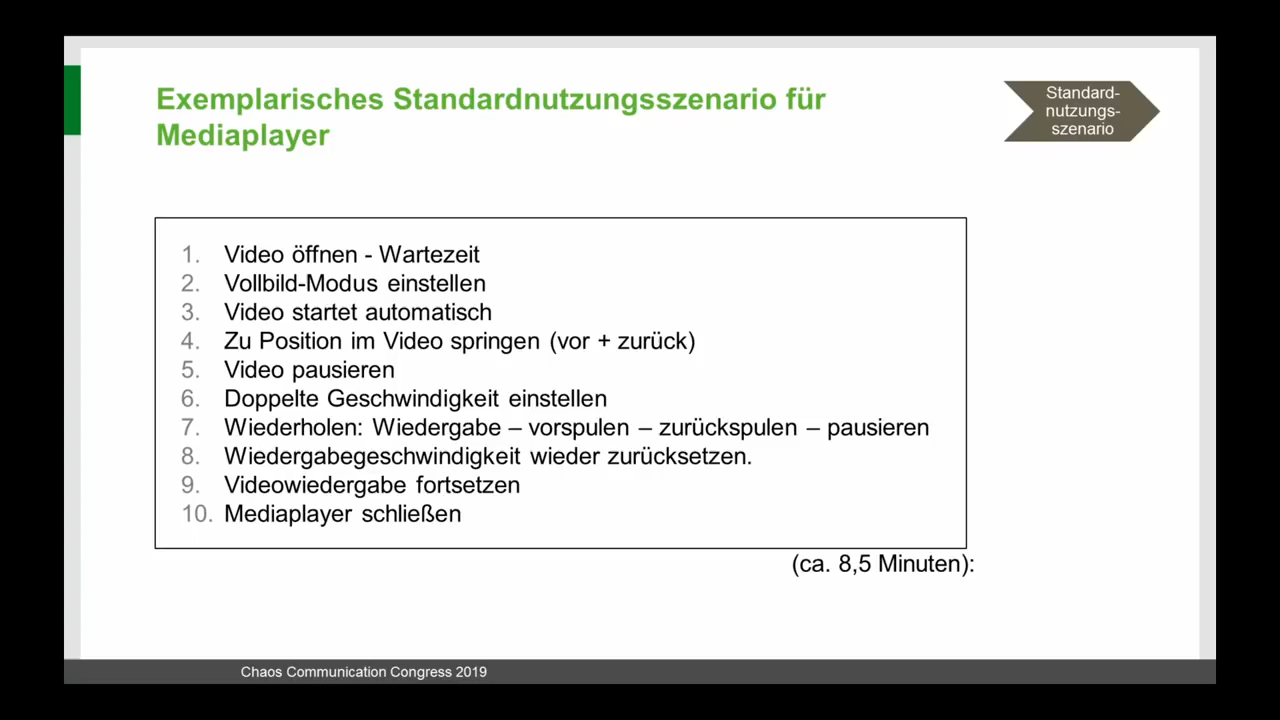 Exemplarisches Standardnutzungsszenario für
Mediaplayer
Standard-
nutzungs-
szenario
1. Video öffnen - Wartezeit
2. Vollbild-Modus einstellen
3. Video startet automatisch
4. Zu Position im Video springen (vor + zurück)
5. Video pausieren
6. Doppelte Geschwindigkeit einstellen
7. Wiederholen: Wiedergabe – vorspulen – zurückspulen – pausieren
8. Wiedergabegeschwindigkeit wieder zurücksetzen.
9. Videowiedergabe fortsetzen
10. Mediaplayer schließen
(ca. 8,5 Minuten):
Chaos Communication Congress 2019